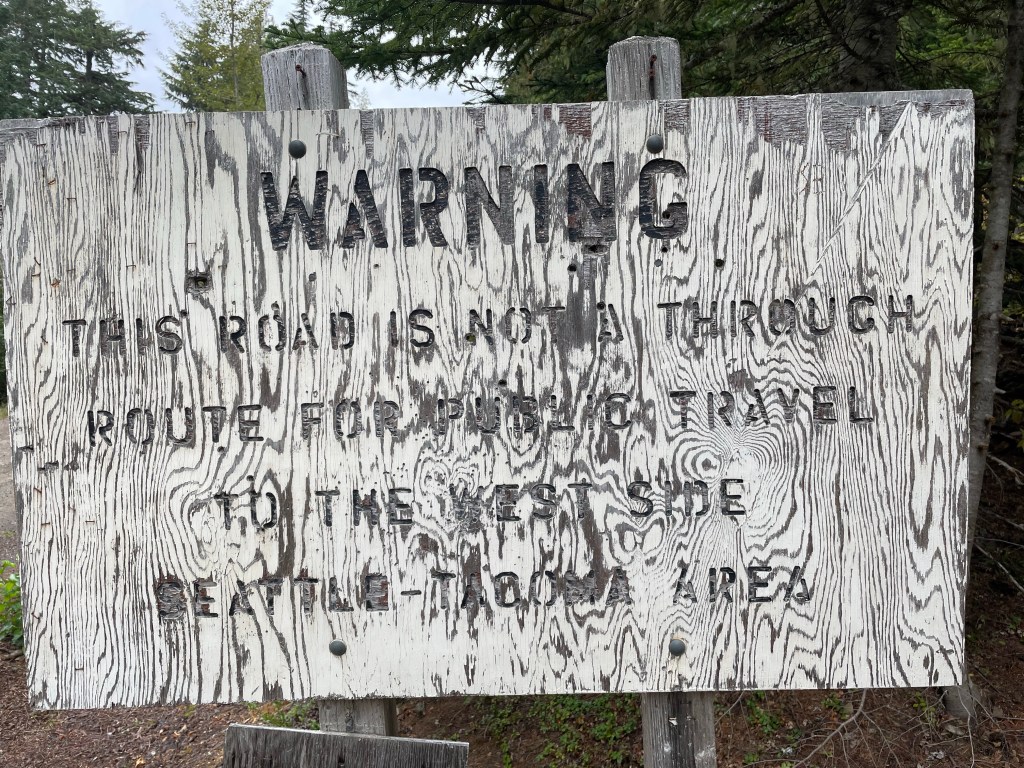 WARNING
THIS ROAD IS NOT A THROUGH
ROUTE FOR PUBLIC TRAVEL
TO THE WEST SIDE
SEATTLE-TACOMA AREA